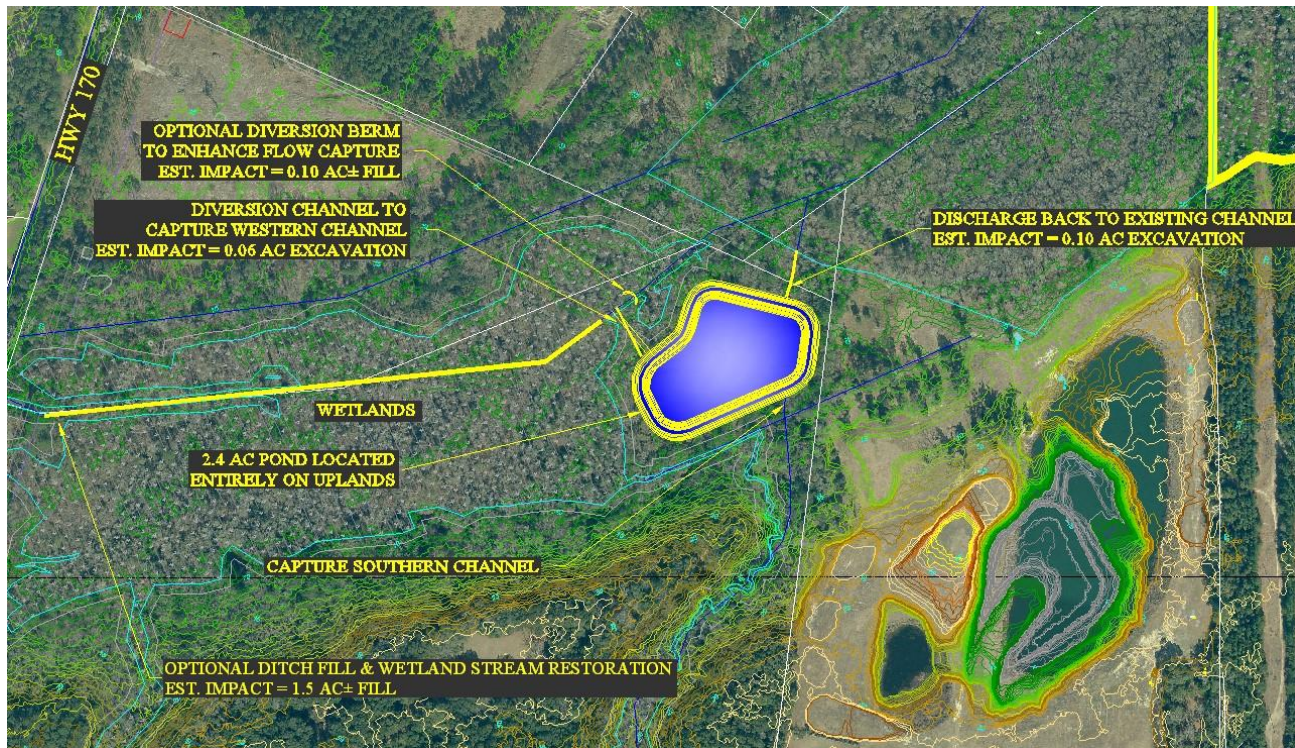 HWY 170
OPTIONAL DIVERSION BERM
TO ENHANCE FLOW CAPTURE
EST. IMPACT = 0.10 AC± FILL
DIVERSION CHANNEL TO
CAPTURE WESTERN CHANNEL
EST. IMPACT = 0.06 AC EXCAVATION
DISCHARGE BACK TO EXISTING CHANNEL
EST. IMPACT = 0.10 AC EXCAVATION
WETLANDS
2.4 AC POND LOCATED
ENTIRELY ON UPLANDS
CAPTURE SOUTHERN CHANNEL
OPTIONAL DITCH FILL & WETLAND STREAM RESTORATION
EST. IMPACT = 1.5 AC± FILL